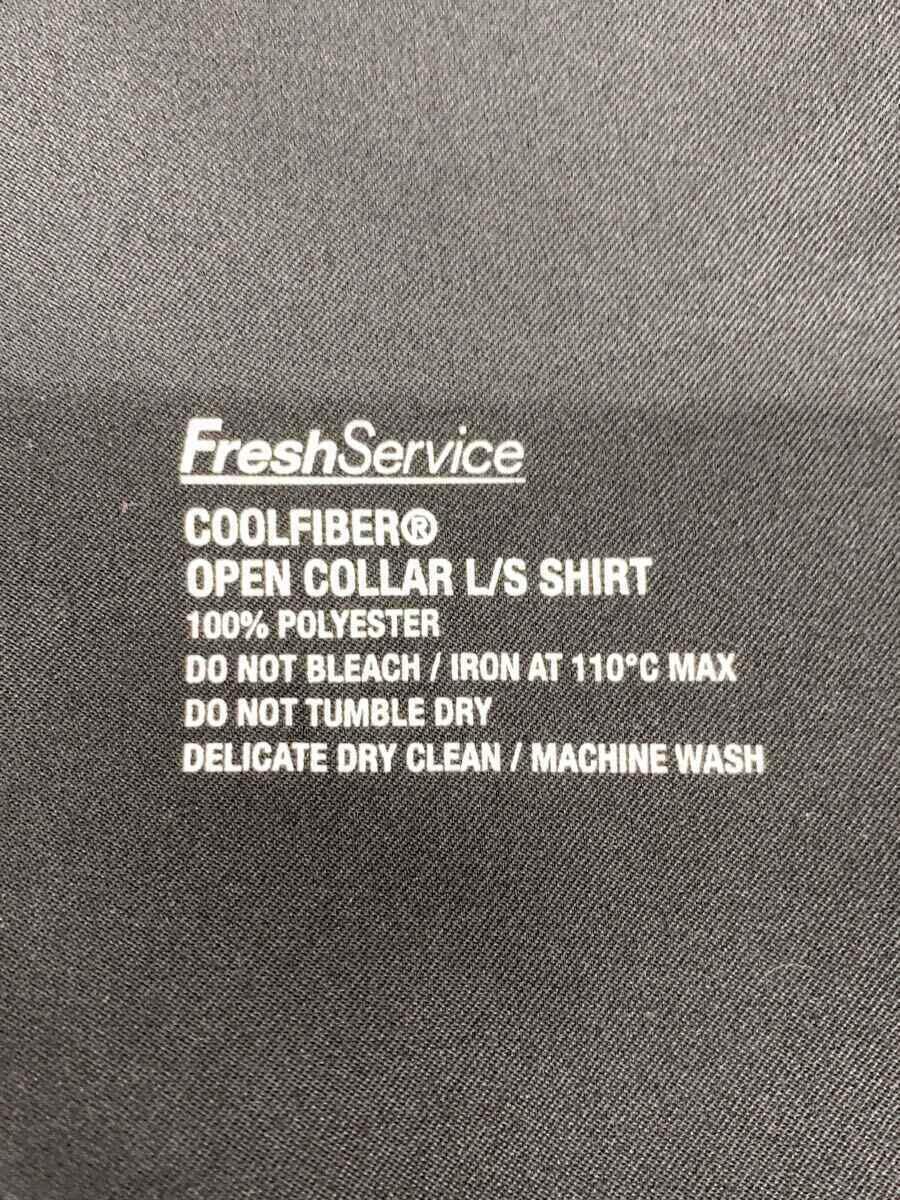 FreshService
COOLFIBER®
OPEN COLLAR L/S SHIRT
100% POLYESTER
DO NOT BLEACH / IRON AT 110°C MAX
DO NOT TUMBLE DRY
DELICATE DRY CLEAN / MACHINE WASH